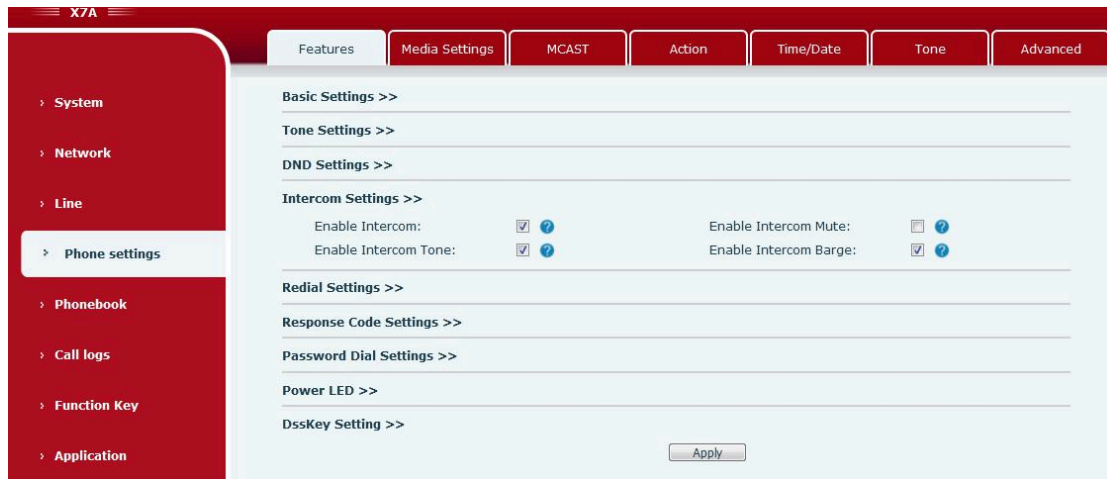 X7A
Features Media Settings MCAST Action Time/Date Tone Advanced
› System
› Network
› Line
› Phone settings
› Phonebook
› Call logs
› Function Key
› Application
Basic Settings >>
Tone Settings >>
DND Settings >>
Intercom Settings >>
Enable Intercom: ? Enable Intercom Mute: ?
Enable Intercom Tone: ? Enable Intercom Barge: ?
Redial Settings >>
Response Code Settings >>
Password Dial Settings >>
Power LED >>
DssKey Setting >>
Apply